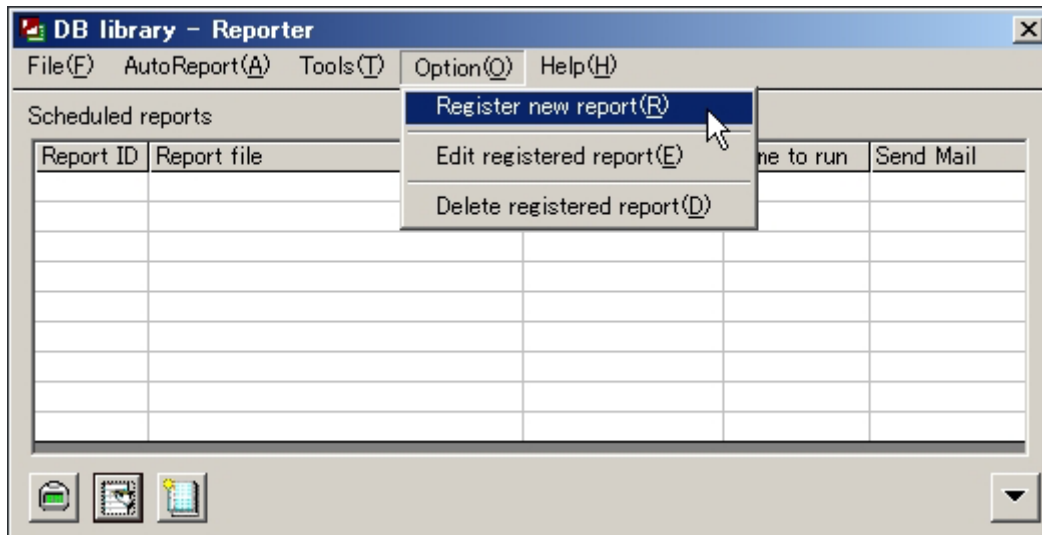 DB library - Reporter
File(F) AutoReport(A) Tools(T) Option(O) Help(H)
Register new report(R)
Scheduled reports
Report ID Report file Edit registered report(E) me to run Send Mail
Delete registered report(D)